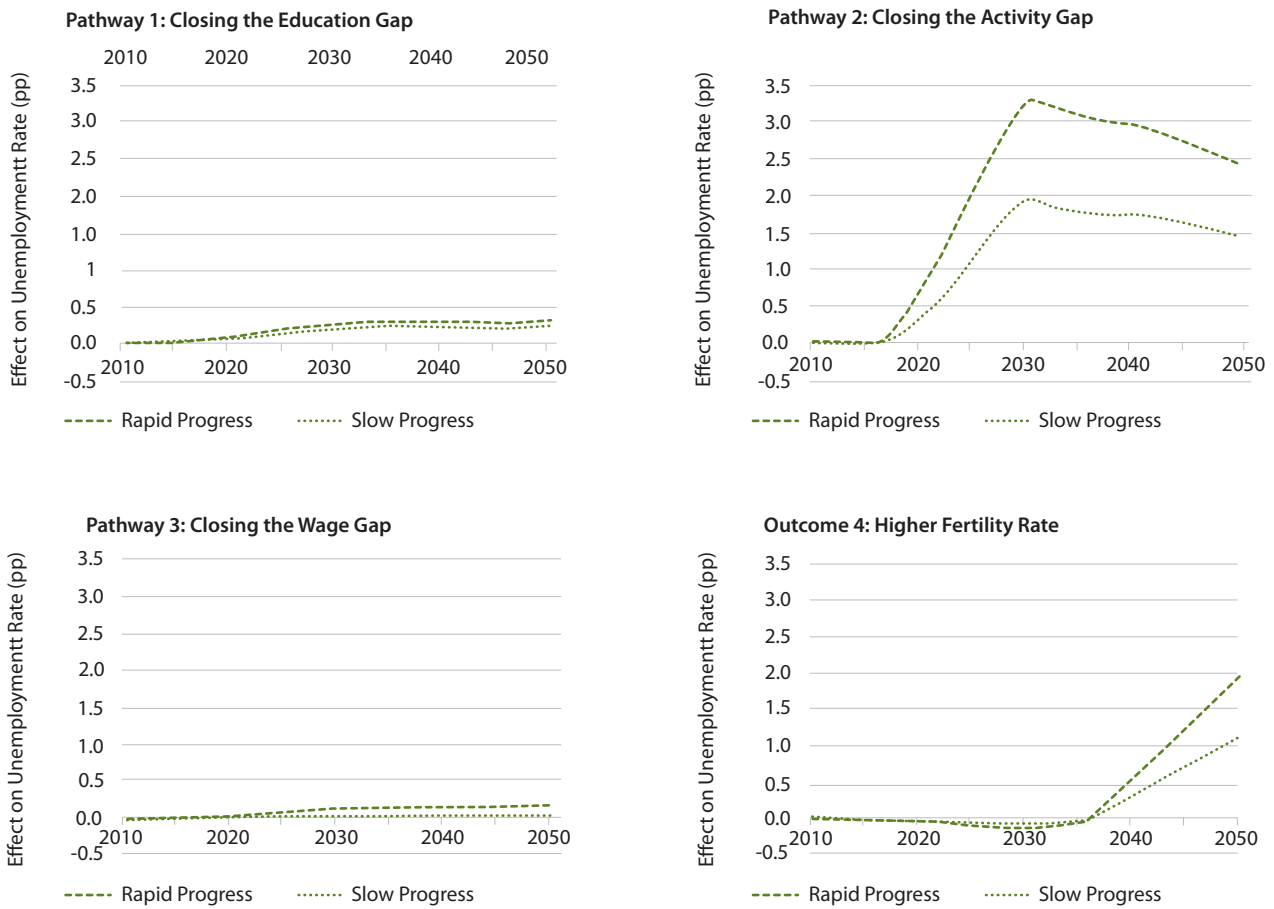 Pathway 1: Closing the Education Gap
2010 2020 2030 2040 2050
Effect on Unemploymentt Rate (pp)
3.5
3.0
2.5
2.0
1.0
1
0.5
0.0
-0.5
2010 2020 2030 2040 2050
Rapid Progress Slow Progress
Pathway 2: Closing the Activity Gap
Effect on Unemploymentt Rate (pp)
3.5
3.0
2.5
2.0
1.5
1.0
0.5
0.0
-0.5
2010 2020 2030 2040 2050
Rapid Progress Slow Progress
Pathway 3: Closing the Wage Gap
Effect on Unemploymentt Rate (pp)
3.5
3.0
2.5
2.0
1.5
1.0
0.5
0.0
-0.5
2010 2020 2030 2040 2050
Rapid Progress Slow Progress
Outcome 4: Higher Fertility Rate
Effect on Unemploymentt Rate (pp)
3.5
3.0
2.5
2.0
1.5
1.0
0.5
0.0
-0.5
2010 2020 2030 2040 2050
Rapid Progress Slow Progress